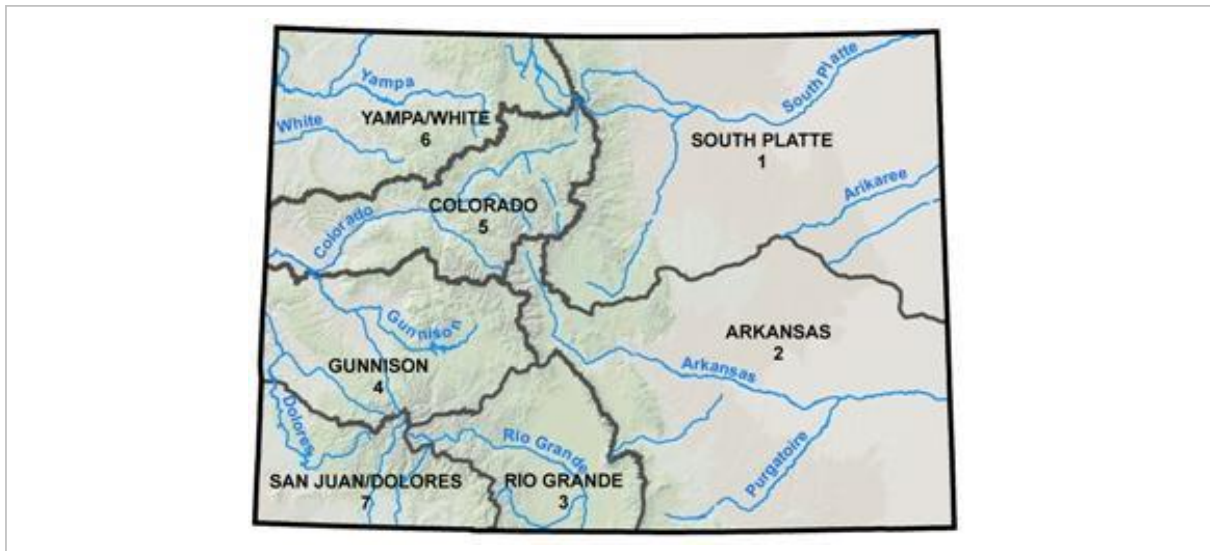 South Platte
Yampa
YAMPA/WHITE
6
White
SOUTH PLATTE
1
Arikaree
COLORADO
5
Colorado
Gunnison
ARKANSAS
2
GUNNISON
4
Arkansas
Dolores
Rio Grande
Purgatoire
SAN JUAN/DOLORES
7
RIO GRANDE
3